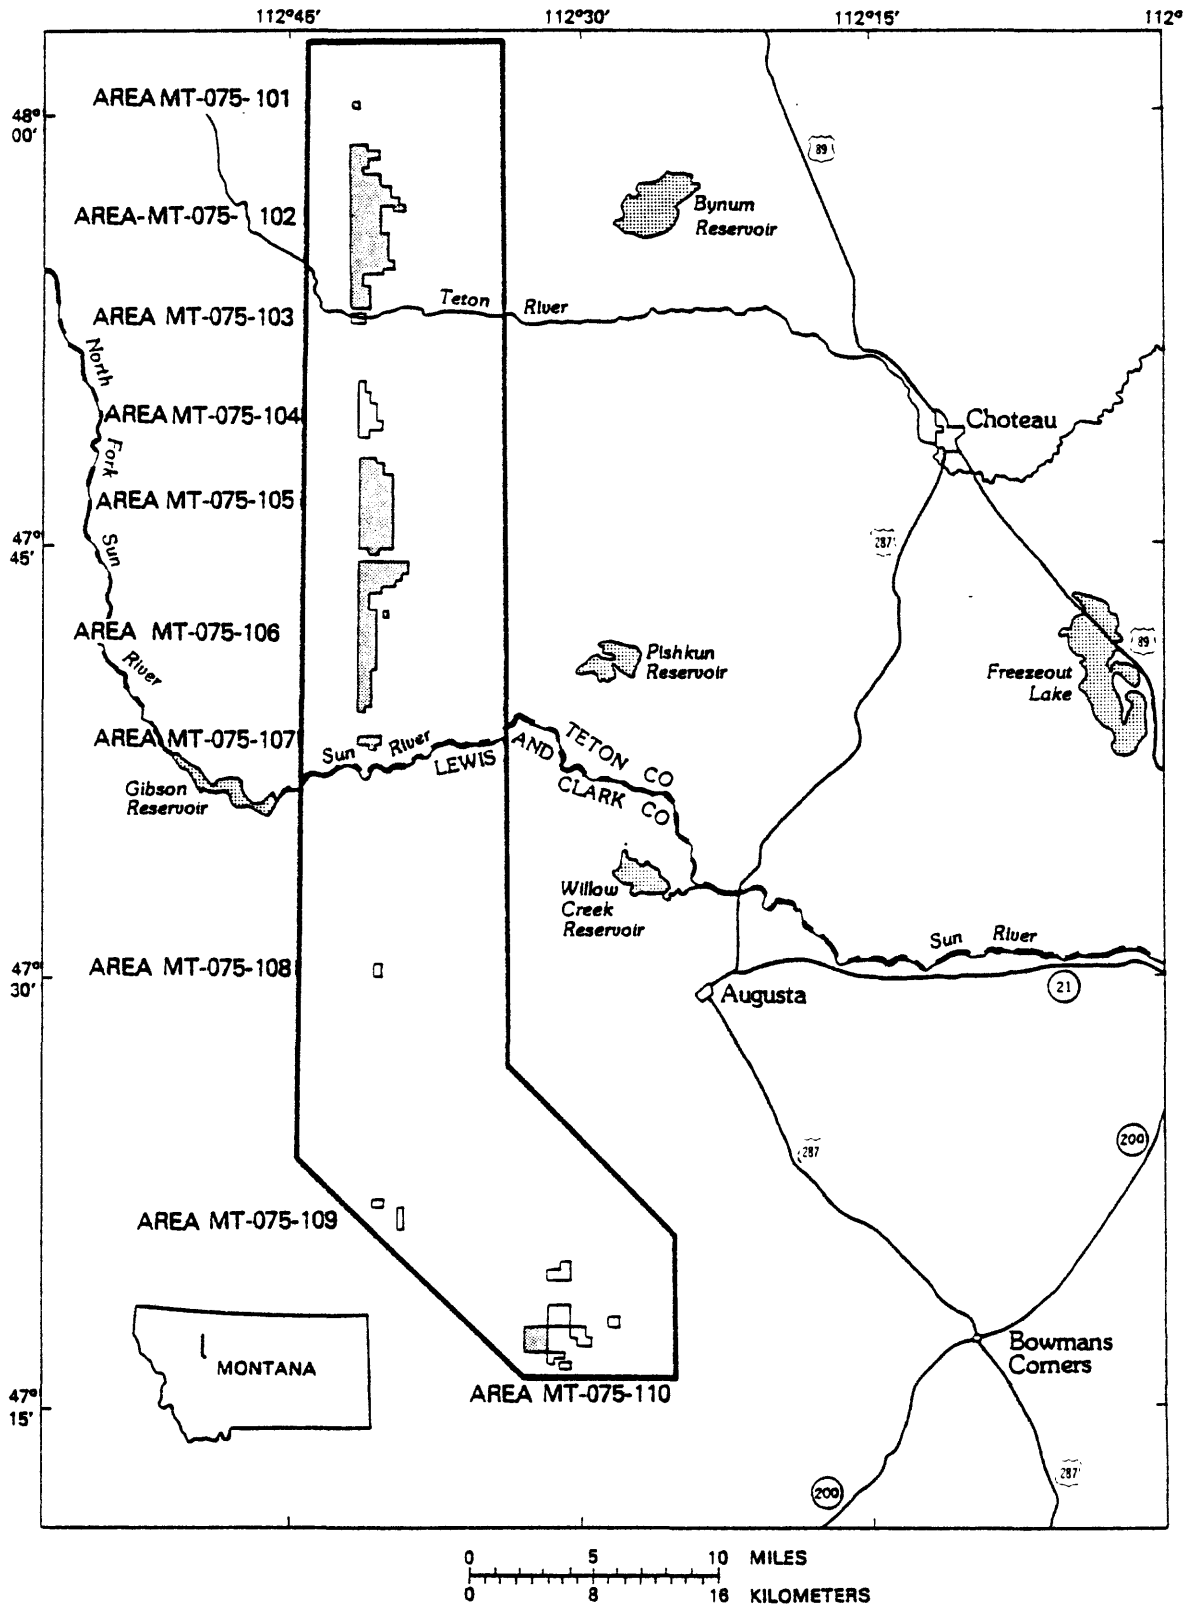 112°45' 112°30' 112°15' 112°
AREA MT-075-101
48°
00'
89
AREA-MT-075- 102
Bynum
Reservoir
AREA MT-075-103
Teton River
North
Fork
Sun
River
AREA MT-075-104
Choteau
AREA MT-075-105
287
47°
45'
AREA MT-075-106
Pishkun
Reservoir
89
Freezeout
Lake
AREA MT-075-107
Sun River
LEWIS
AND
CLARK CO
TETON CO
Gibson
Reservoir
Willow
Creek
Reservoir
Sun River
AREA MT-075-108
47°
30'
Augusta
21
287
200
AREA MT-075-109
MONTANA
Bowmans
Corners
AREA MT-075-110
47°
15'
287
200
0 5 10 MILES
0 8 16 KILOMETERS